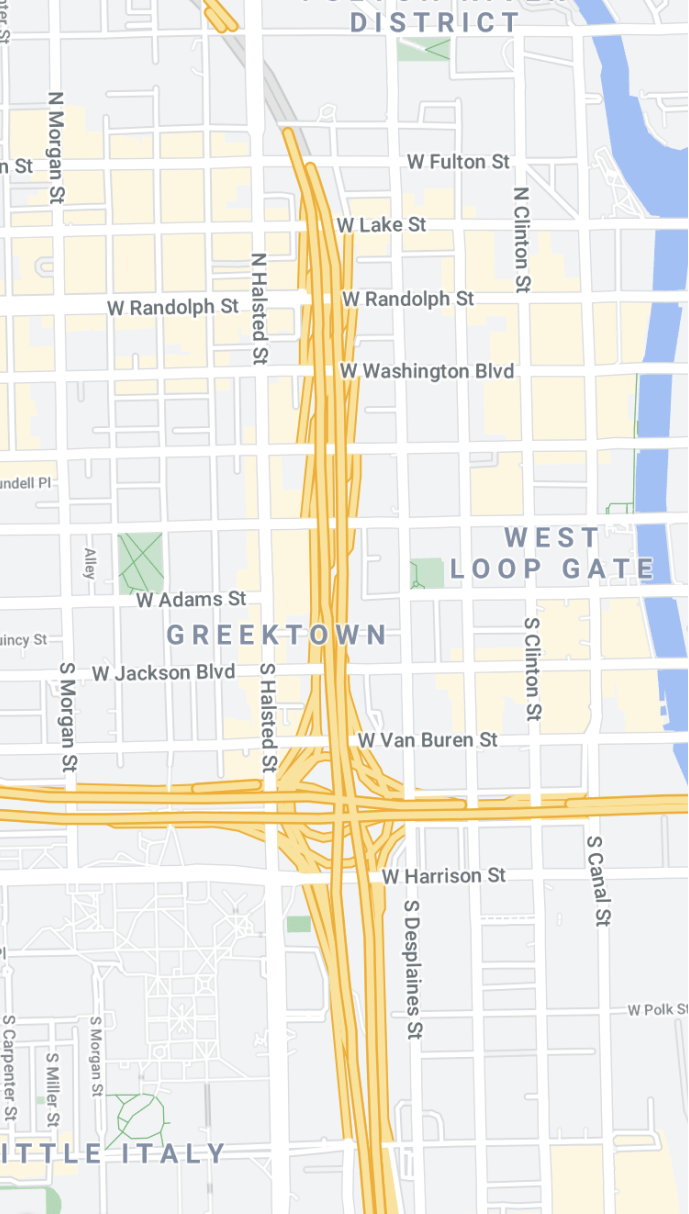 DISTRICT
N Morgan St
W Fulton St
N Clinton St
W Lake St
N Halsted St
W Randolph St
W Randolph St
W Washington Blvd
WEST
LOOP GATE
Alley
W Adams St
GREEKTOWN
S Clinton St
S Morgan St
W Jackson Blvd
S Halsted St
W Van Buren St
S Canal St
W Harrison St
S Desplaines St
W Polk St
S Carpenter St
S Miller St
S Morgan St
ITTLE ITALY